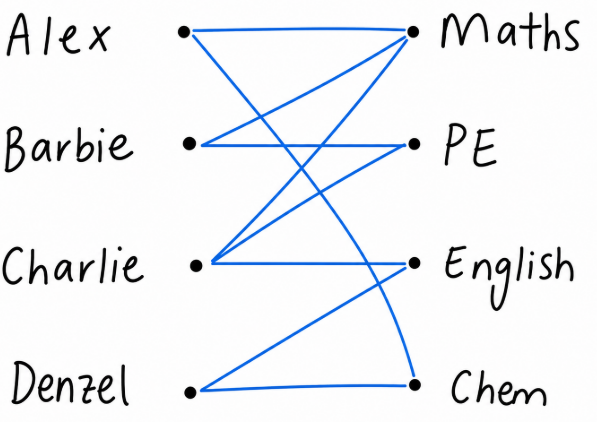 Alex Maths
Barbie PE
Charlie English
Denzel Chem